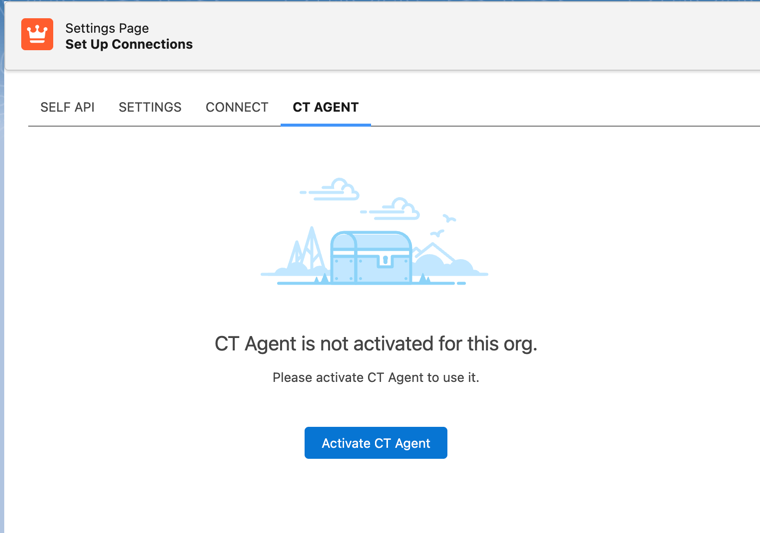 Settings Page
Set Up Connections
SELF API SETTINGS CONNECT CT AGENT
CT Agent is not activated for this org.
Please activate CT Agent to use it.
Activate CT Agent